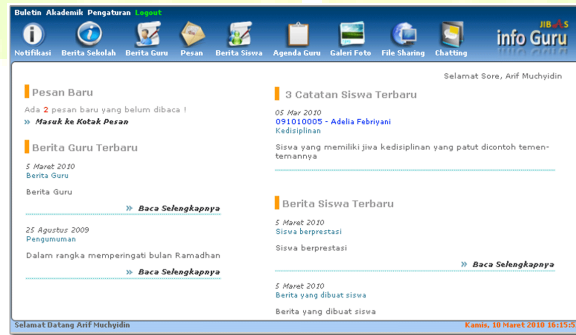 Buletin Akademik Pengaturan Logout
JIBAS
info Guru
Notifikasi Berita Sekolah Berita Guru Pesan Berita Siswa Agenda Guru Galeri Foto File Sharing Chatting
Selamat Sore, Arif Muchyidin
Pesan Baru
Ada 2 pesan baru yang belum dibaca !
» Masuk ke Kotak Pesan
Berita Guru Terbaru
5 Maret 2010
Berita Guru
Berita Guru
» Baca Selengkapnya
25 Agustus 2009
Pengumuman
Dalam rangka memperingati bulan Ramadhan
» Baca Selengkapnya
3 Catatan Siswa Terbaru
05 Mar 2010
091010005 - Adelia Febriyani
Kedisiplinan
Siswa yang memiliki jiwa kedisiplinan yang patut dicontoh temen-
temannya
Berita Siswa Terbaru
5 Maret 2010
Siswa berprestasi
Siswa berprestasi
» Baca Selengkapnya
5 Maret 2010
Berita yang dibuat siswa
Berita yang dibuat siswa
Selamat Datang Arif Muchyidin
Kamis, 10 Maret 2010 16:15:5